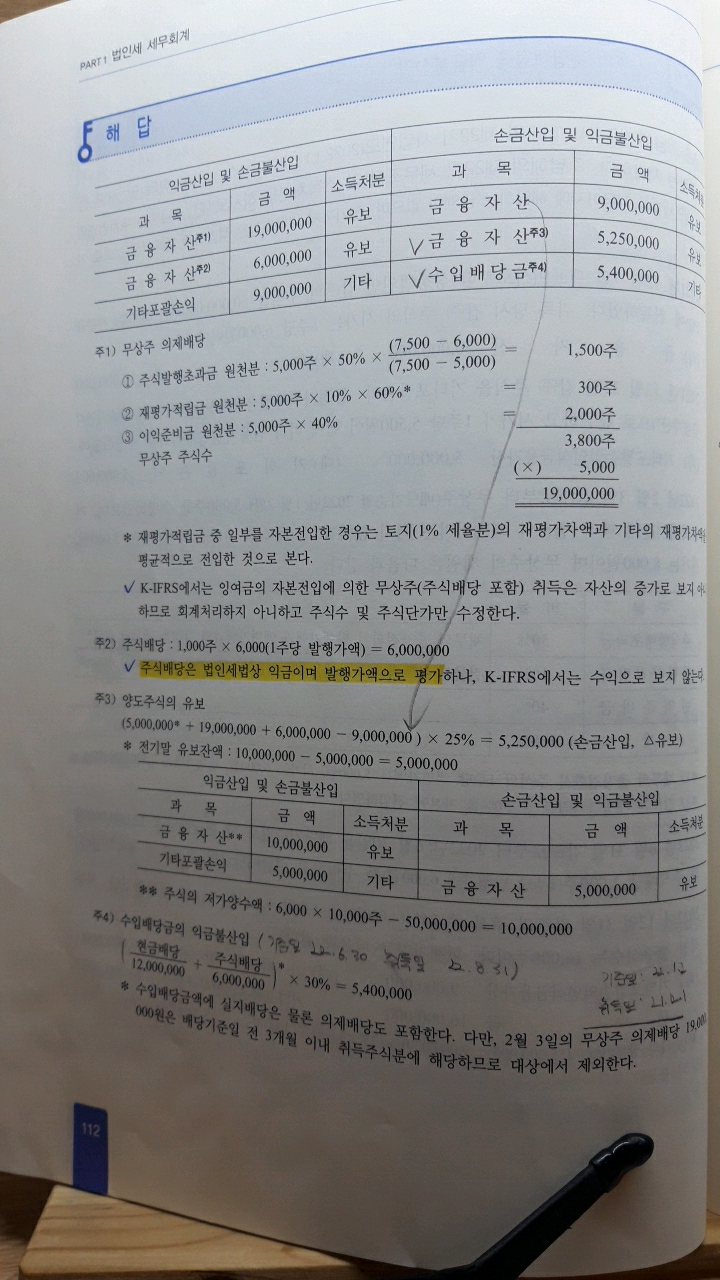 PART 1 법인세 세무회계
해 답
익금산입 및 손금불산입 손금산입 및 익금불산입
과 목 금 액 소득처분 과 목 금 액
금 융 자 산주1) 19,000,000 유보 금 융 자 산 9,000,000 유보
금 융 자 산주2) 6,000,000 유보 √ 금 융 자 산주3) 5,250,000 유보
기타포괄손익 9,000,000 기타 √ 수입배당금주4) 5,400,000 기타
주1) 무상주 의제배당
① 주식발행초과금 원천분 : 5,000주 × 50% × (7,500 − 6,000) / (7,500 − 5,000) = 1,500주
② 재평가적립금 원천분 : 5,000주 × 10% × 60%* = 300주
③ 이익준비금 원천분 : 5,000주 × 40% = 2,000주
무상주 주식수 3,800주
(×) 5,000
19,000,000
* 재평가적립금 중 일부를 자본전입한 경우는 토지(1% 세율분)의 재평가차액과 기타의 재평가차액을
평균적으로 전입한 것으로 본다.
√ K-IFRS에서는 잉여금의 자본전입에 의한 무상주(주식배당 포함) 취득은 자산의 증가로 보지 아니
하므로 회계처리하지 아니하고 주식수 및 주식단가만 수정한다.
주2) 주식배당 : 1,000주 × 6,000(1주당 발행가액) = 6,000,000
√ 주식배당은 법인세법상 익금이며 발행가액으로 평가하나, K-IFRS에서는 수익으로 보지 않는다.
주3) 양도주식의 유보
(5,000,000* + 19,000,000 + 6,000,000 − 9,000,000) × 25% = 5,250,000 (손금산입, △유보)
* 전기말 유보잔액 : 10,000,000 − 5,000,000 = 5,000,000
익금산입 및 손금불산입 손금산입 및 익금불산입
과 목 금 액 소득처분 과 목 금 액 소득처분
금 융 자 산** 10,000,000 유보
기타포괄손익 5,000,000 기타 금 융 자 산 5,000,000 유보
** 주식의 저가양수액 : 6,000 × 10,000주 − 50,000,000 = 10,000,000
주4) 수입배당금의 익금불산입 (기준일 22.6.30 취득일 22.8.31)
(현금배당 12,000,000 + 주식배당 6,000,000)* × 30% = 5,400,000
기준일:
취득일:
* 수입배당금액에 실지배당은 물론 의제배당도 포함한다. 다만, 2월 3일의 무상주 의제배당 19,000
000원은 배당기준일 전 3개월 이내 취득주식분에 해당하므로 대상에서 제외한다.
112